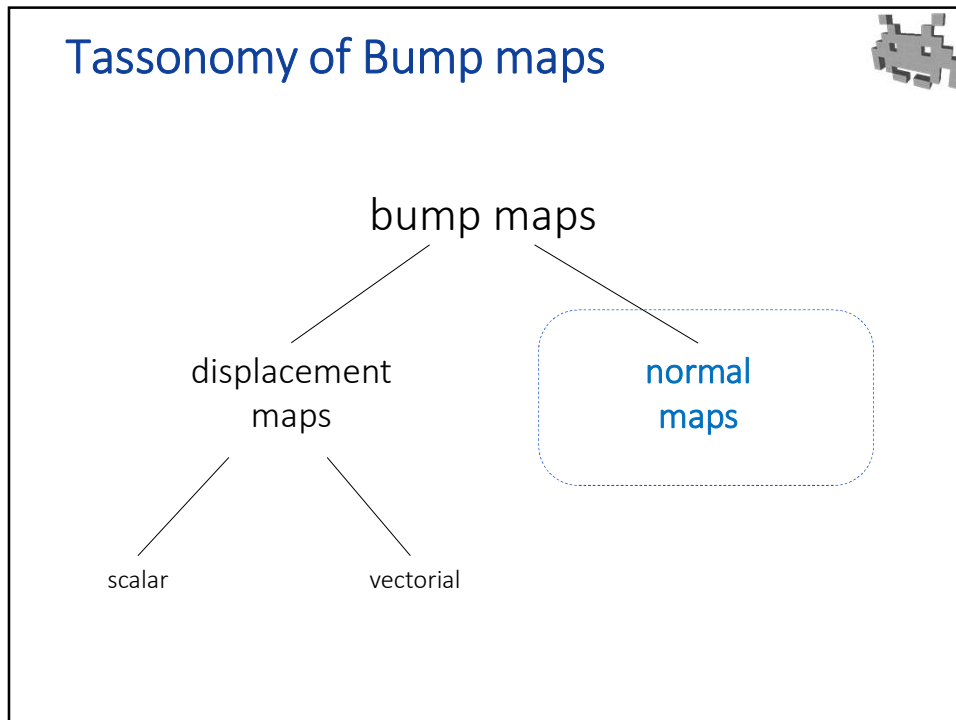 Tassonomy of Bump maps
bump maps
displacement
maps
normal
maps
scalar
vectorial